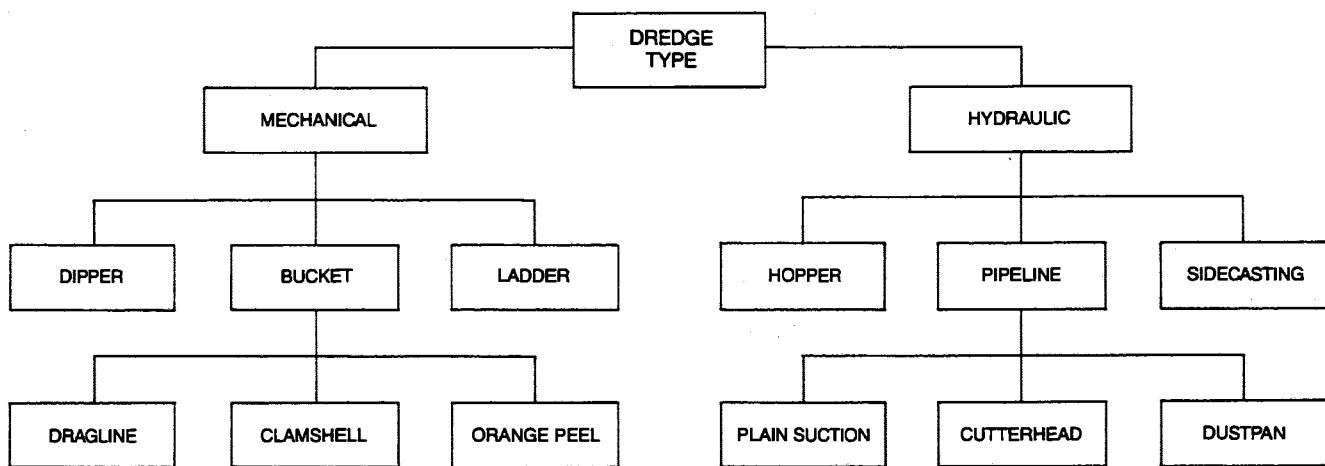 DREDGE
TYPE
MECHANICAL
HYDRAULIC
DIPPER
BUCKET
LADDER
HOPPER
PIPELINE
SIDECASTING
DRAGLINE
CLAMSHELL
ORANGE PEEL
PLAIN SUCTION
CUTTERHEAD
DUSTPAN